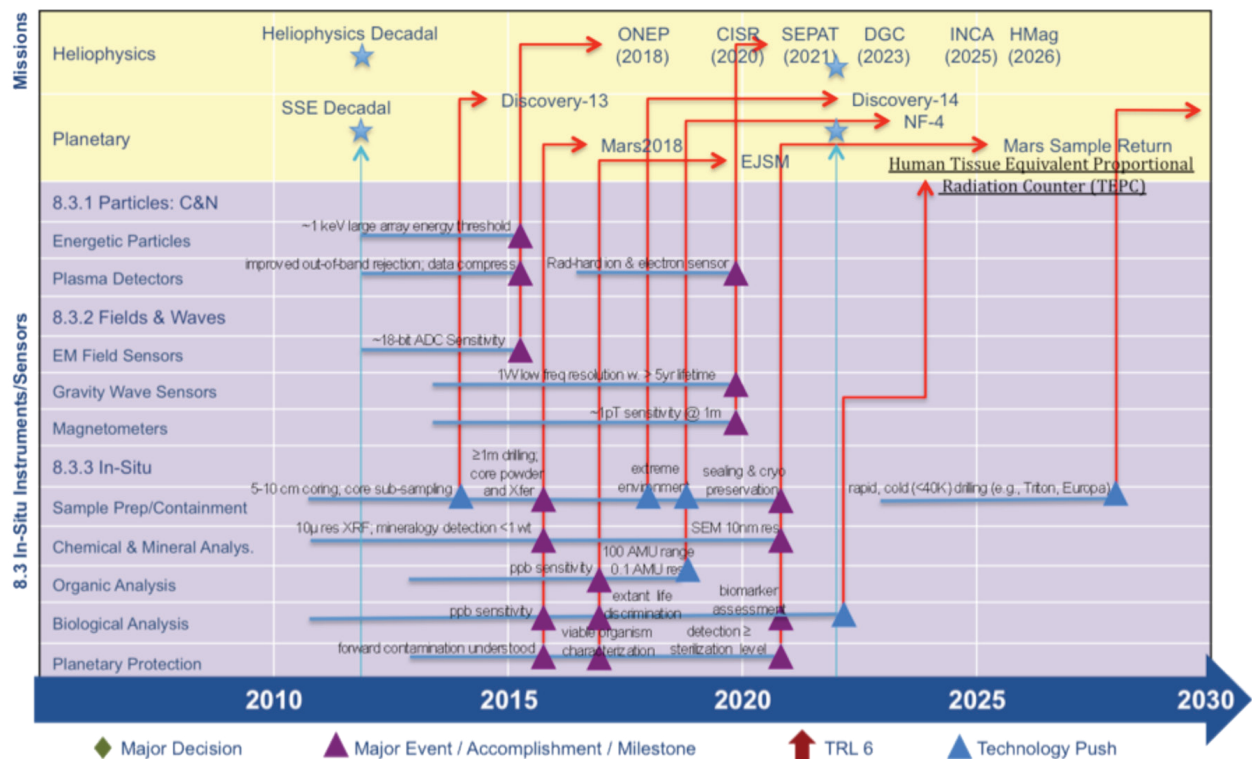 Missions
Heliophysics
Heliophysics Decadal
ONEP
(2018)
CISR
(2020)
SEPAT
(2021)
DGC
(2023)
INCA
(2025)
HMag
(2026)
Planetary
SSE Decadal
Discovery-13
Discovery-14
NF-4
Mars2018
EJSM
Mars Sample Return
Human Tissue Equivalent Proportional
Radiation Counter (TEPC)
8.3 In-Situ Instruments/Sensors
8.3.1 Particles: C&N
Energetic Particles
~1 keV large array energy threshold
Plasma Detectors
improved out-of-band rejection; data compress
Rad-hard ion & electron sensor
8.3.2 Fields & Waves
EM Field Sensors
~18-bit ADC Sensitivity
Gravity Wave Sensors
1W low freq resolution w. > 5yr lifetime
Magnetometers
~1pT sensitivity @ 1m
8.3.3 In-Situ
Sample Prep/Containment
5-10 cm coring; core sub-sampling
≥1m drilling;
core powder
and Xfer
extreme
environment
sealing & cryo
preservation
rapid, cold (<40K) drilling (e.g., Triton, Europa)
Chemical & Mineral Analys.
10µ res XRF; mineralogy detection <1 wt
SEM 10nm res
Organic Analysis
ppb sensitivity
100 AMU range
0.1 AMU res
Biological Analysis
ppb sensitivity
extant life
discrimination
biomarker
assessment
Planetary Protection
forward contamination understood
viable organism
characterization
detection ≥
sterilization level
2010
2015
2020
2025
2030
Major Decision
Major Event / Accomplishment / Milestone
TRL 6
Technology Push